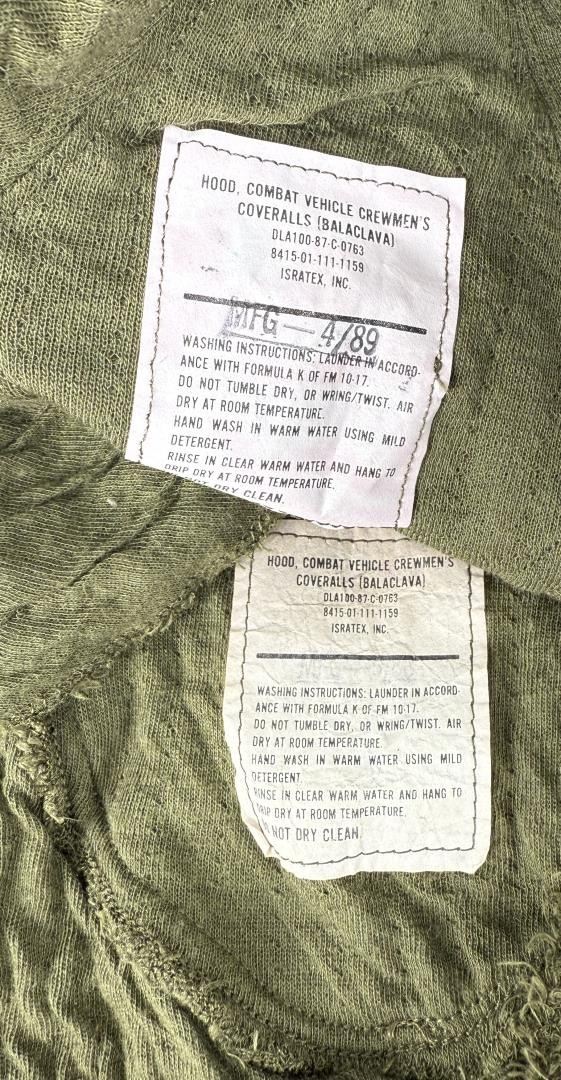 HOOD, COMBAT VEHICLE CREWMEN'S
COVERALLS (BALACLAVA)
DLA100-87-C-0763
8415-01-111-1159
ISRATEX, INC.
MFG — 4/89
WASHING INSTRUCTIONS: LAUNDER IN ACCORD-
ANCE WITH FORMULA K OF FM 10-17.
DO NOT TUMBLE DRY, OR WRING/TWIST. AIR
DRY AT ROOM TEMPERATURE.
HAND WASH IN WARM WATER USING MILD
DETERGENT.
RINSE IN CLEAR WARM WATER AND HANG TO
DRIP DRY AT ROOM TEMPERATURE.
NOT DRY CLEAN.
HOOD, COMBAT VEHICLE CREWMEN'S
COVERALLS (BALACLAVA)
DLA100-87-C-0763
8415-01-111-1159
ISRATEX, INC.
WASHING INSTRUCTIONS: LAUNDER IN ACCORD-
ANCE WITH FORMULA K OF FM 10-17.
DO NOT TUMBLE DRY, OR WRING/TWIST. AIR
DRY AT ROOM TEMPERATURE.
HAND WASH IN WARM WATER USING MILD
DETERGENT.
RINSE IN CLEAR WARM WATER AND HANG TO
DRIP DRY AT ROOM TEMPERATURE.
NOT DRY CLEAN.